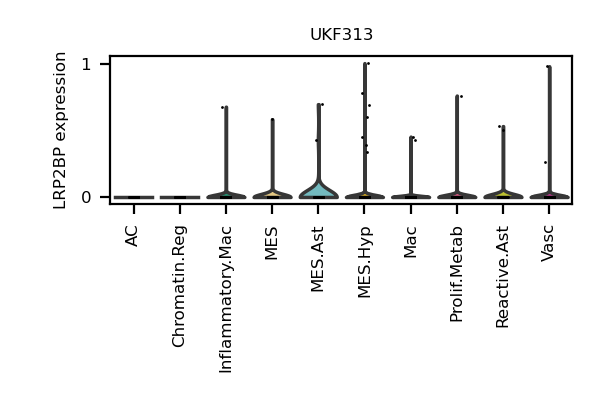 UKF313
LRP2BP expression
1
0
AC
Chromatin.Reg
Inflammatory.Mac
MES
MES.Ast
MES.Hyp
Mac
Prolif.Metab
Reactive.Ast
Vasc